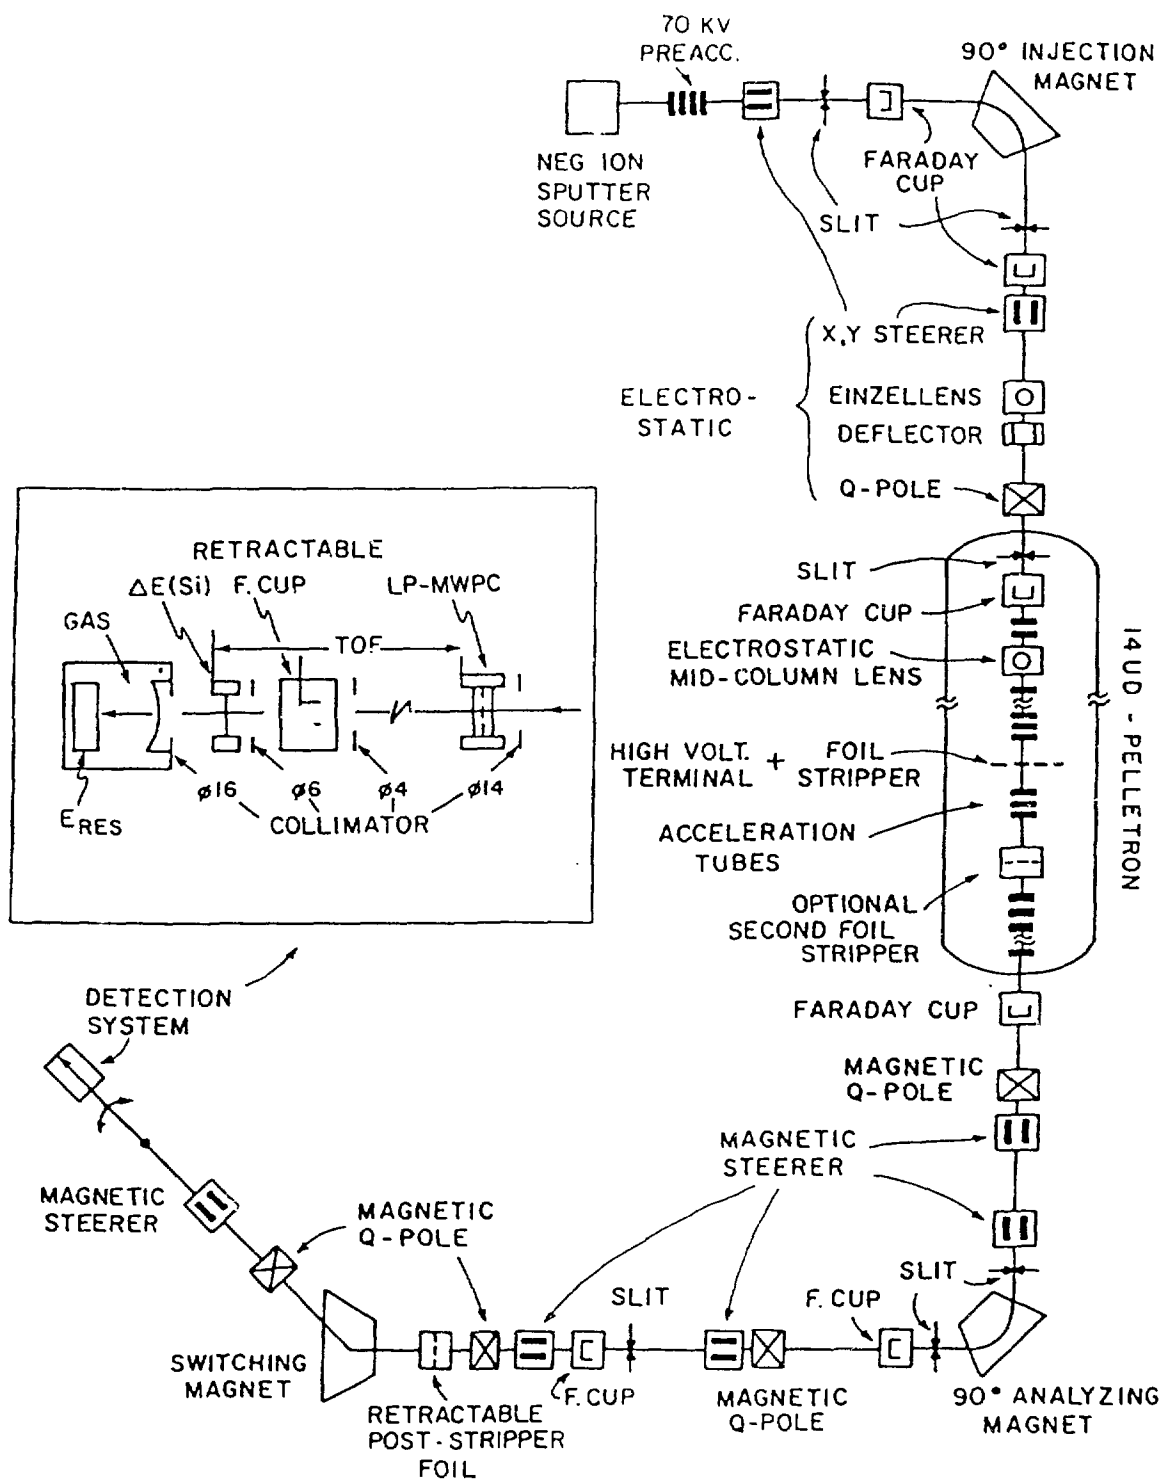 70 KV
PREACC.
90° INJECTION
MAGNET
NEG ION
SPUTTER
SOURCE
FARADAY
CUP
SLIT
X,Y STEERER
ELECTRO-
STATIC
EINZELLENS
DEFLECTOR
Q-POLE
SLIT
FARADAY CUP
ELECTROSTATIC
MID-COLUMN LENS
HIGH VOLT.
TERMINAL
+
FOIL
STRIPPER
ACCELERATION
TUBES
OPTIONAL
SECOND FOIL
STRIPPER
14UD-PELLETRON
RETRACTABLE
ΔE(Si) F. CUP
LP-MWPC
GAS
TOF
ø16
ø6
ø4
ø14
COLLIMATOR
ERES
DETECTION
SYSTEM
FARADAY CUP
MAGNETIC
Q-POLE
MAGNETIC
STEERER
MAGNETIC
STEERER
MAGNETIC
Q-POLE
SLIT
F. CUP
SLIT
SWITCHING
MAGNET
F. CUP
RETRACTABLE
POST-STRIPPER
FOIL
MAGNETIC
Q-POLE
90° ANALYZING
MAGNET